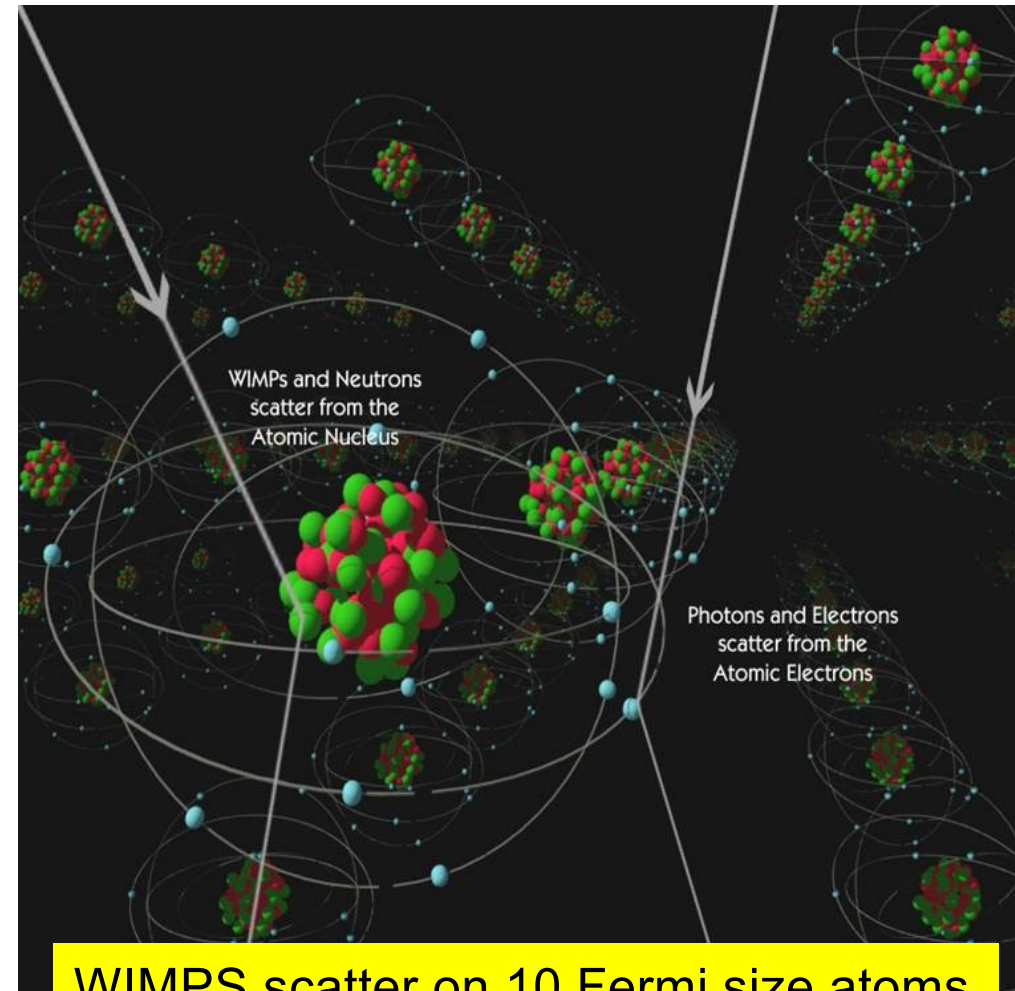 WIMPs and Neutrons
scatter from the
Atomic Nucleus
Photons and Electrons
scatter from the
Atomic Electrons
WIMPS scatter on 10 Fermi size atoms